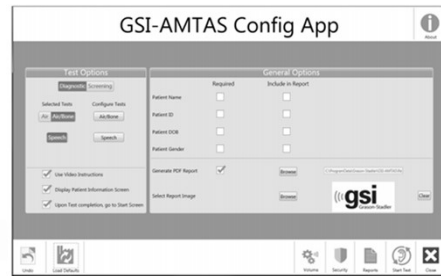 GSI-AMTAS Config App
About
Test Options
Diagnostic Screening
Selected Tests Configure Tests
Air Air/Bone Air/Bone
Speech Speech
Use Video Instructions
Display Patient Information Screen
Upon Test completion, go to Start Screen
General Options
Required Include in Report
Patient Name
Patient ID
Patient DOB
Patient Gender
Generate PDF Report Browse
Select Report Image Browse gsi Grason-Stadler Clear
Undo Load Defaults Volume Security Reports Start Test Close